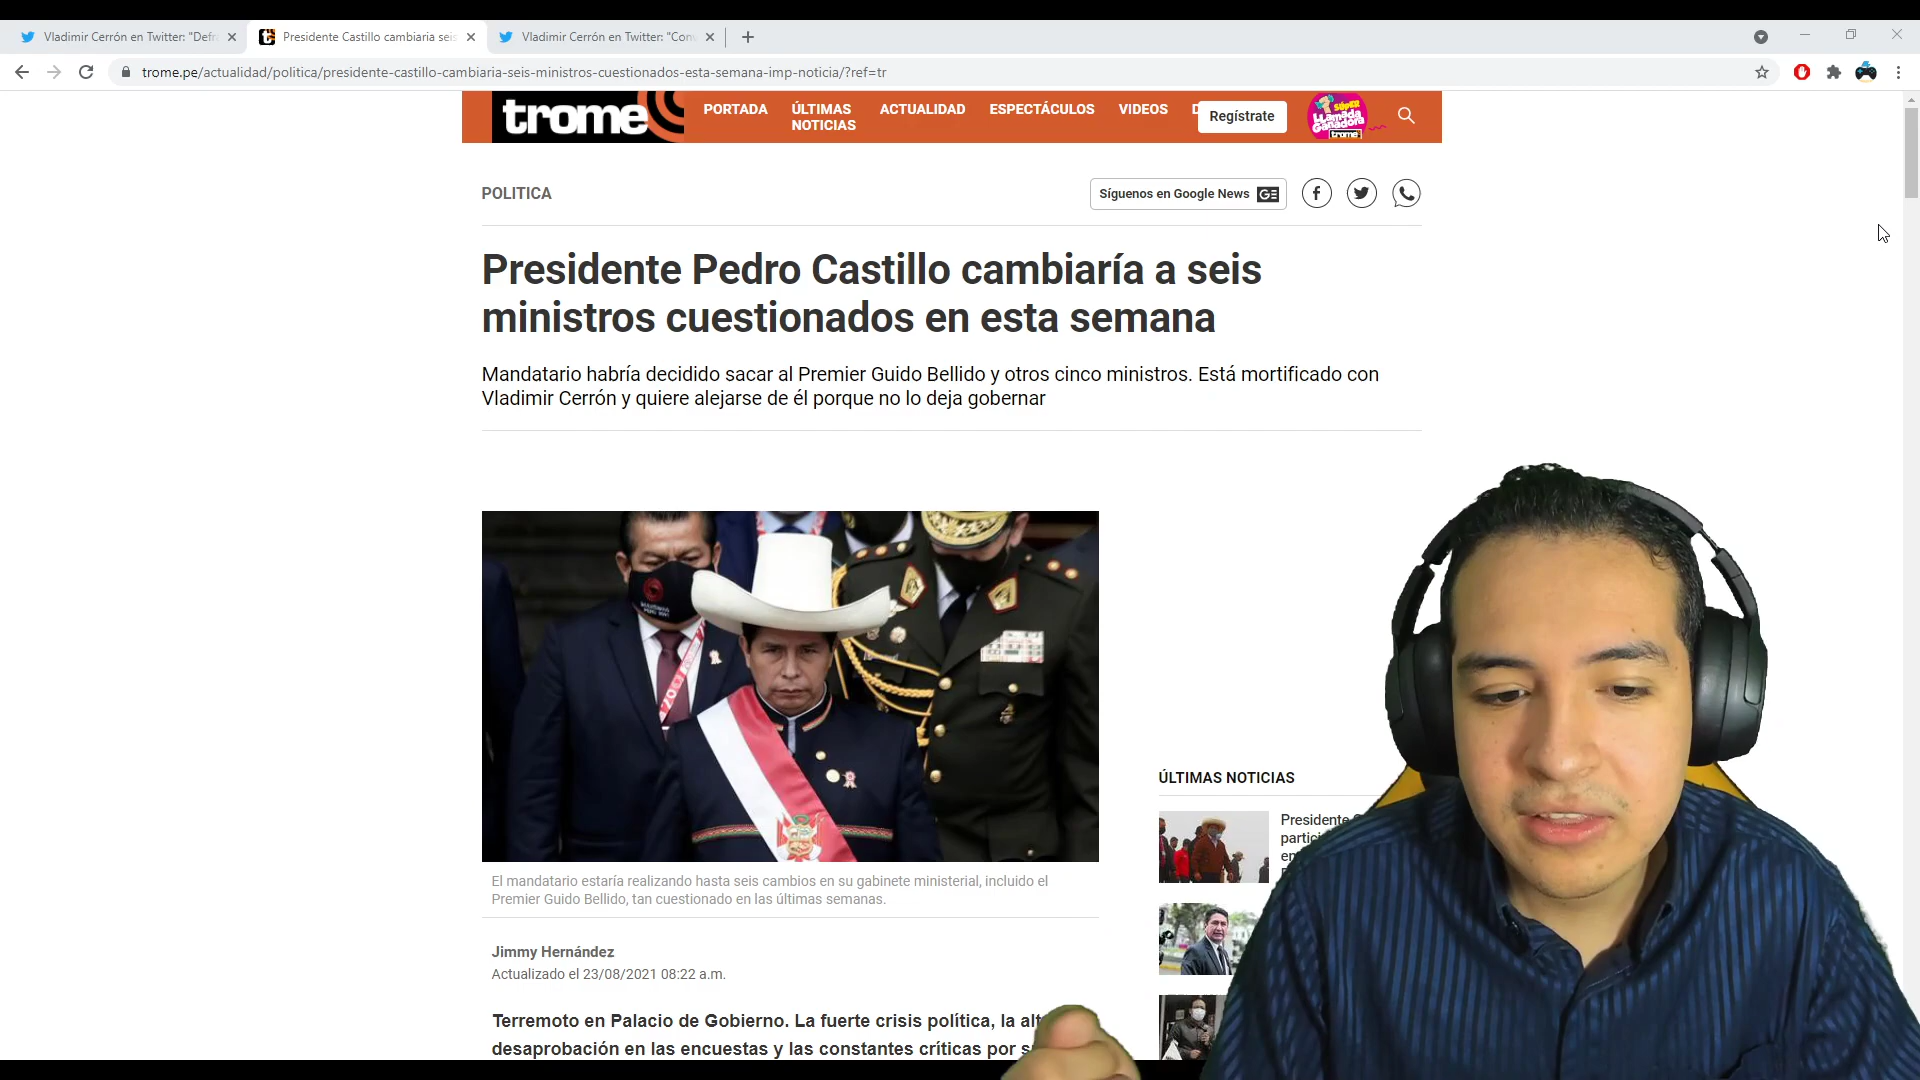 Vladimir Cerrón en Twitter: "Defr
Presidente Castillo cambiaria seis
Vladimir Cerrón en Twitter: "Con
trome.pe/actualidad/politica/presidente-castillo-cambiaria-seis-ministros-cuestionados-esta-semana-imp-noticia/?ref=tr
trome
PORTADA
ÚLTIMAS
NOTICIAS
ACTUALIDAD
ESPECTÁCULOS
VIDEOS
Regístrate
SÚPER
LLamada
Ganadora
trome
POLITICA
Síguenos en Google News
Presidente Pedro Castillo cambiaría a seis
ministros cuestionados en esta semana
Mandatario habría decidido sacar al Premier Guido Bellido y otros cinco ministros. Está mortificado con
Vladimir Cerrón y quiere alejarse de él porque no lo deja gobernar
El mandatario estaría realizando hasta seis cambios en su gabinete ministerial, incluido el
Premier Guido Bellido, tan cuestionado en las últimas semanas.
Jimmy Hernández
Actualizado el 23/08/2021 08:22 a.m.
Terremoto en Palacio de Gobierno. La fuerte crisis política, la al
desaprobación en las encuestas y las constantes críticas por s
ÚLTIMAS NOTICIAS
Presidente
partici
en